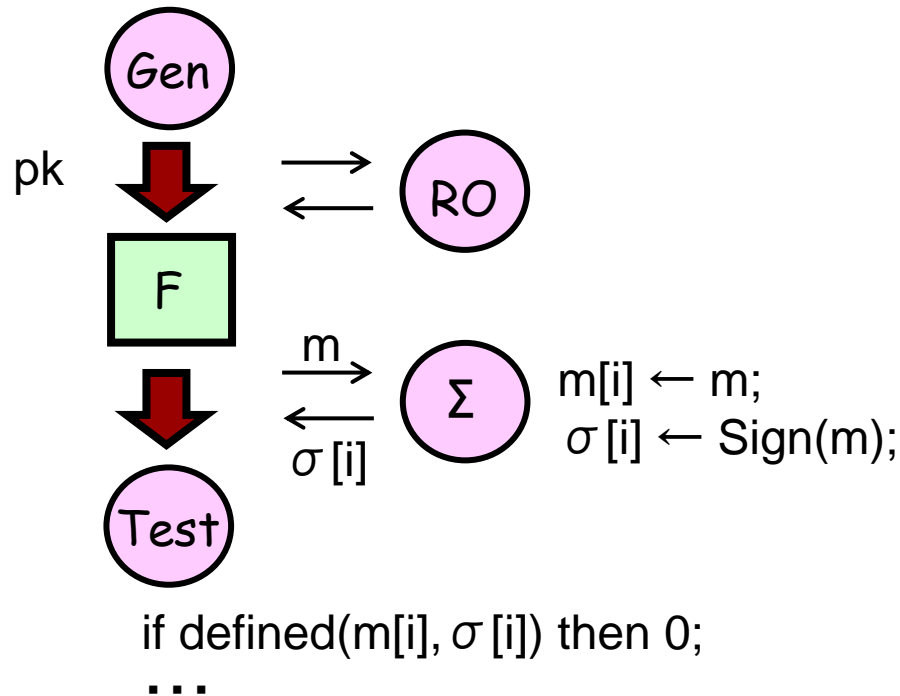 Gen
pk
RO
F
m
Σ
m[i] ← m;
σ[i] ← Sign(m);
σ[i]
Test
if defined(m[i], σ[i]) then 0;
...